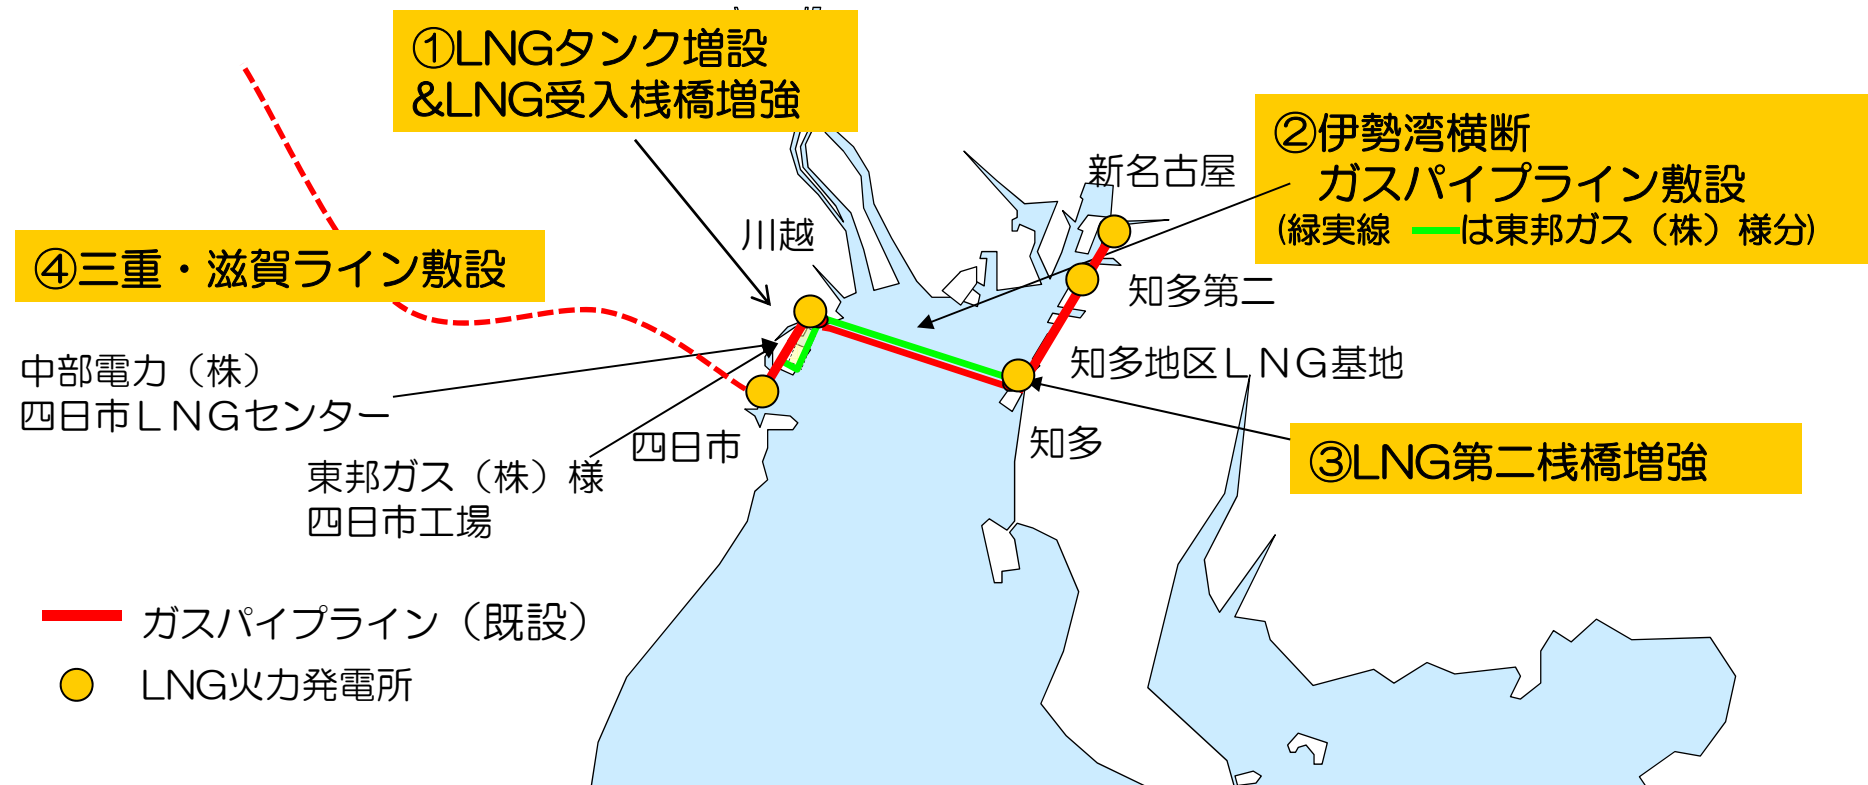 ①LNGタンク増設
&LNG受入桟橋増強
②伊勢湾横断
ガスパイプライン敷設
(緑実線 は東邦ガス（株）様分)
新名古屋
川越
④三重・滋賀ライン敷設
知多第二
中部電力（株）
四日市ＬＮＧセンター
知多地区ＬＮＧ基地
四日市
知多
③LNG第二桟橋増強
東邦ガス（株）様
四日市工場
ガスパイプライン（既設）
LNG火力発電所